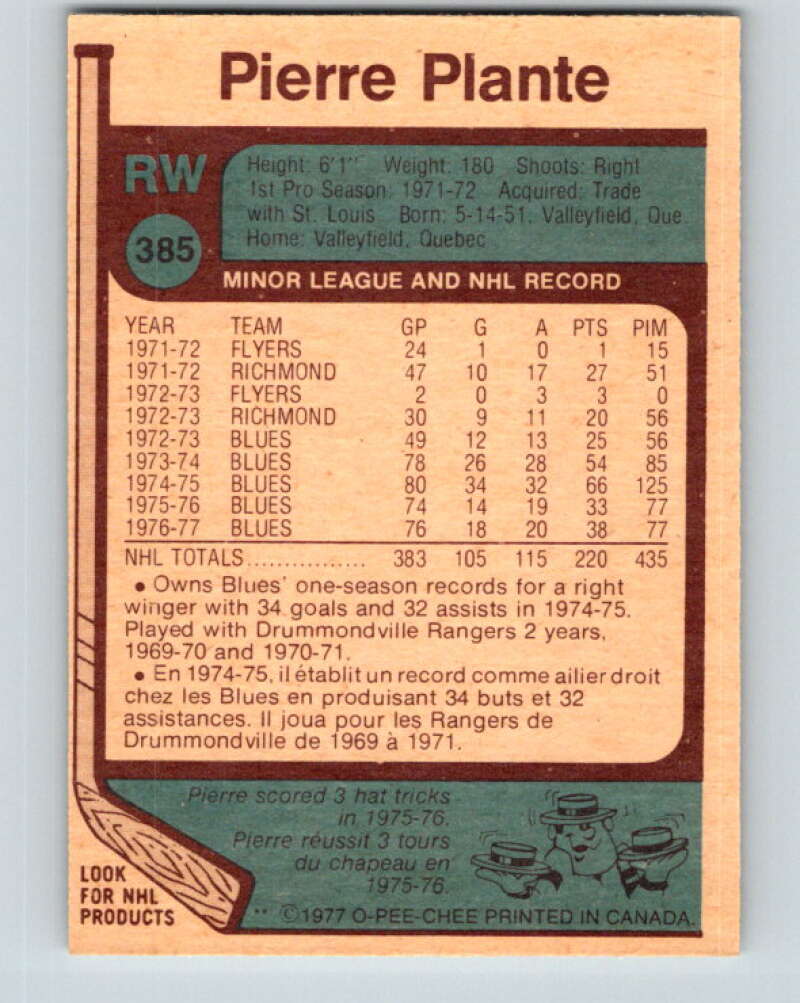 Pierre Plante
RW
385
Height: 6'1" Weight: 180 Shoots: Right
1st Pro Season: 1971-72 Acquired: Trade
with St. Louis Born: 5-14-51, Valleyfield, Que.
Home: Valleyfield, Quebec
MINOR LEAGUE AND NHL RECORD
YEAR TEAM GP G A PTS PIM
1971-72 FLYERS 24 1 0 1 15
1971-72 RICHMOND 47 10 17 27 51
1972-73 FLYERS 2 0 3 3 0
1972-73 RICHMOND 30 9 11 20 56
1972-73 BLUES 49 12 13 25 56
1973-74 BLUES 78 26 28 54 85
1974-75 BLUES 80 34 32 66 125
1975-76 BLUES 74 14 19 33 77
1976-77 BLUES 76 18 20 38 77
NHL TOTALS................ 383 105 115 220 435
• Owns Blues' one-season records for a right
winger with 34 goals and 32 assists in 1974-75.
Played with Drummondville Rangers 2 years,
1969-70 and 1970-71.
• En 1974-75, il établit un record comme ailier droit
chez les Blues en produisant 34 buts et 32
assistances. Il joua pour les Rangers de
Drummondville de 1969 à 1971.
Pierre scored 3 hat tricks
in 1975-76.
Pierre réussit 3 tours
du chapeau en
1975-76.
LOOK
FOR NHL
PRODUCTS
** ©1977 O-PEE-CHEE PRINTED IN CANADA.